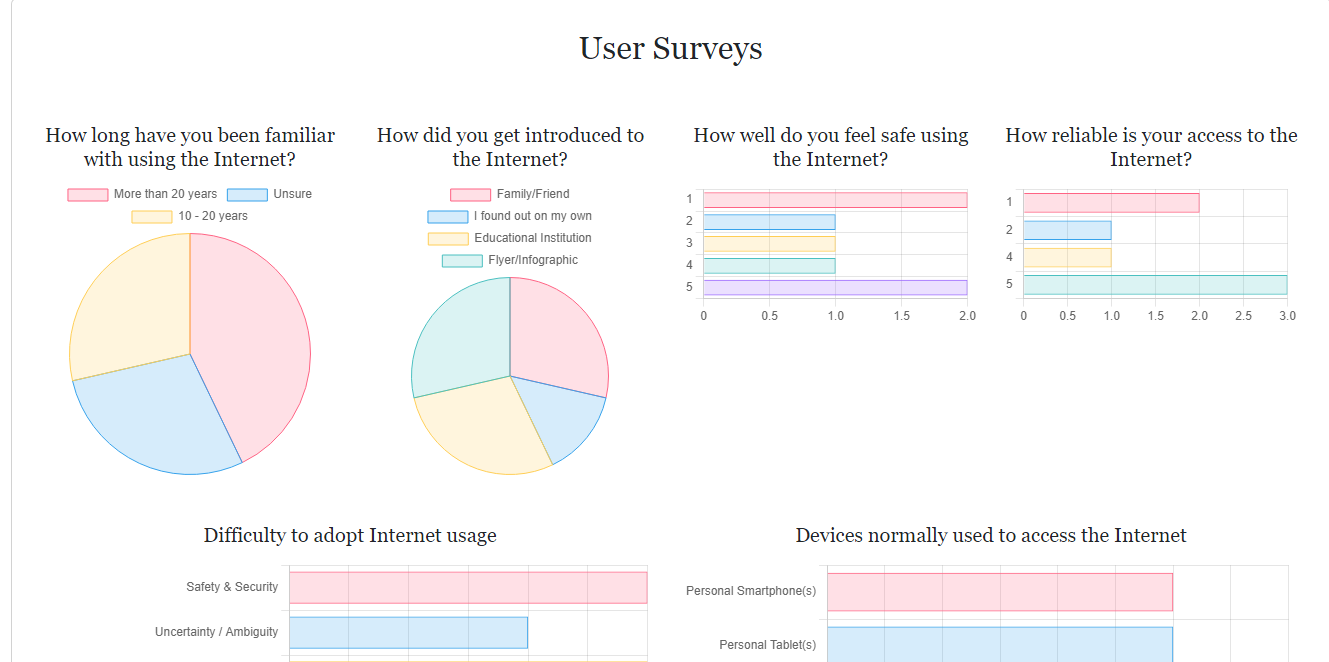 User Surveys
How long have you been familiar
with using the Internet?
More than 20 years
Unsure
10 - 20 years
How did you get introduced to
the Internet?
Family/Friend
I found out on my own
Educational Institution
Flyer/Infographic
How well do you feel safe using
the Internet?
1
2
3
4
5
0 0.5 1.0 1.5 2.0
How reliable is your access to the
Internet?
1
2
4
5
0 0.5 1.0 1.5 2.0 2.5 3.0
Difficulty to adopt Internet usage
Safety & Security
Uncertainty / Ambiguity
Devices normally used to access the Internet
Personal Smartphone(s)
Personal Tablet(s)